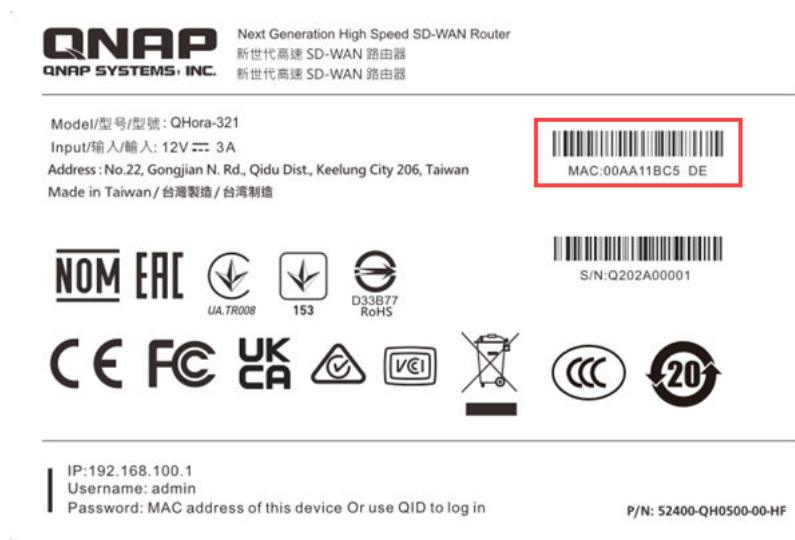 QNAP
QNAP SYSTEMS, INC.
Next Generation High Speed SD-WAN Router
新世代高速 SD-WAN 路由器
新世代高速 SD-WAN 路由器
Model/型号/型號: QHora-321
Input/输入/輸入: 12V ⎓ 3A
Address : No.22, Gongjian N. Rd., Qidu Dist., Keelung City 206, Taiwan
Made in Taiwan / 台灣製造 / 台湾制造
MAC:00AA11BC5 DE
S/N:Q202A00001
NOM EAC
UA.TR008
153
D33B77
RoHS
CE FC UK
CA
VCI
CCC
20
IP:192.168.100.1
Username: admin
Password: MAC address of this device Or use QID to log in
P/N: 52400-QH0500-00-HF